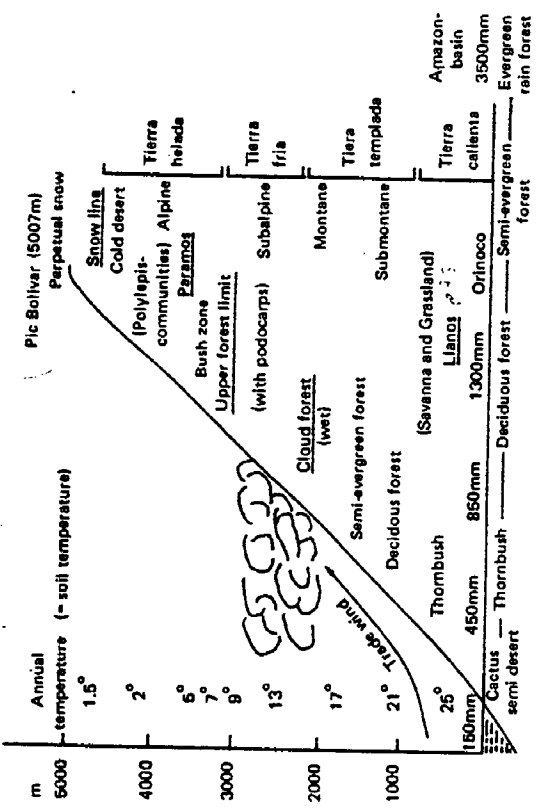 m
5000
4000
3000
2000
1000
Annual
temperature (= soil temperature)
1.5°
2°
6°
7°
9°
13°
17°
21°
25°
Pic Bolivar (5007m)
Perpetual snow
Snow line
Cold desert
(Polylepis-
communities) Alpine
Paramos
Bush zone
Upper forest limit
Subalpine
(with podocarps)
Montane
Cloud forest
(wet)
Semi-evergreen forest
Submontane
Decidous forest
(Savanna and Grassland)
Thornbush
Llanos
Trade wind
Tierra
helada
Tierra
fria
Tiera
templada
Tierra
calienta
Amazon-
basin
150mm
450mm
850mm
1300mm
Orinoco
3500mm
Cactus
semi desert
Thornbush
Deciduous forest
Semi-evergreen
forest
Evergreen
rain forest